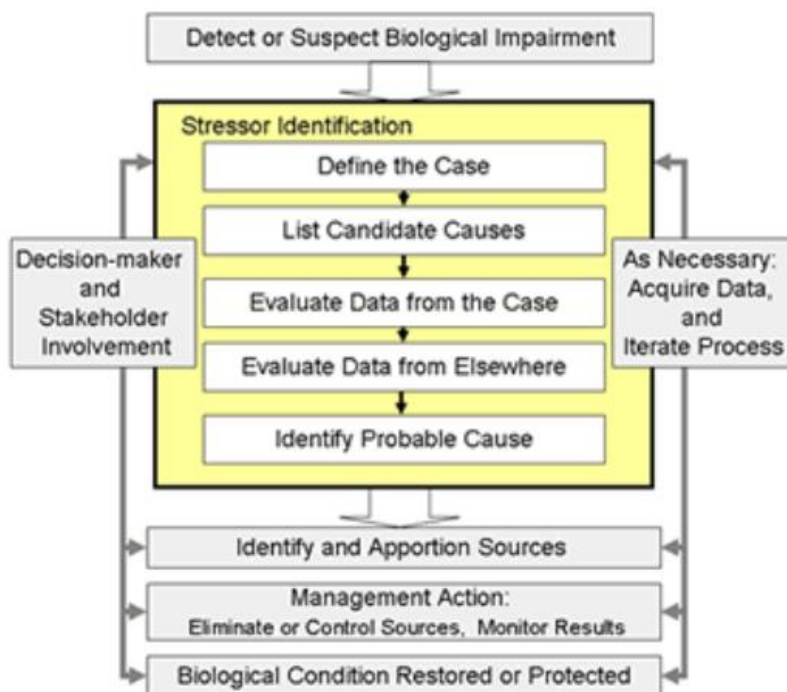 Detect or Suspect Biological Impairment
Stressor Identification
Define the Case
List Candidate Causes
Evaluate Data from the Case
Evaluate Data from Elsewhere
Identify Probable Cause
Decision-maker
and
Stakeholder
Involvement
As Necessary:
Acquire Data,
and
Iterate Process
Identify and Apportion Sources
Management Action:
Eliminate or Control Sources, Monitor Results
Biological Condition Restored or Protected